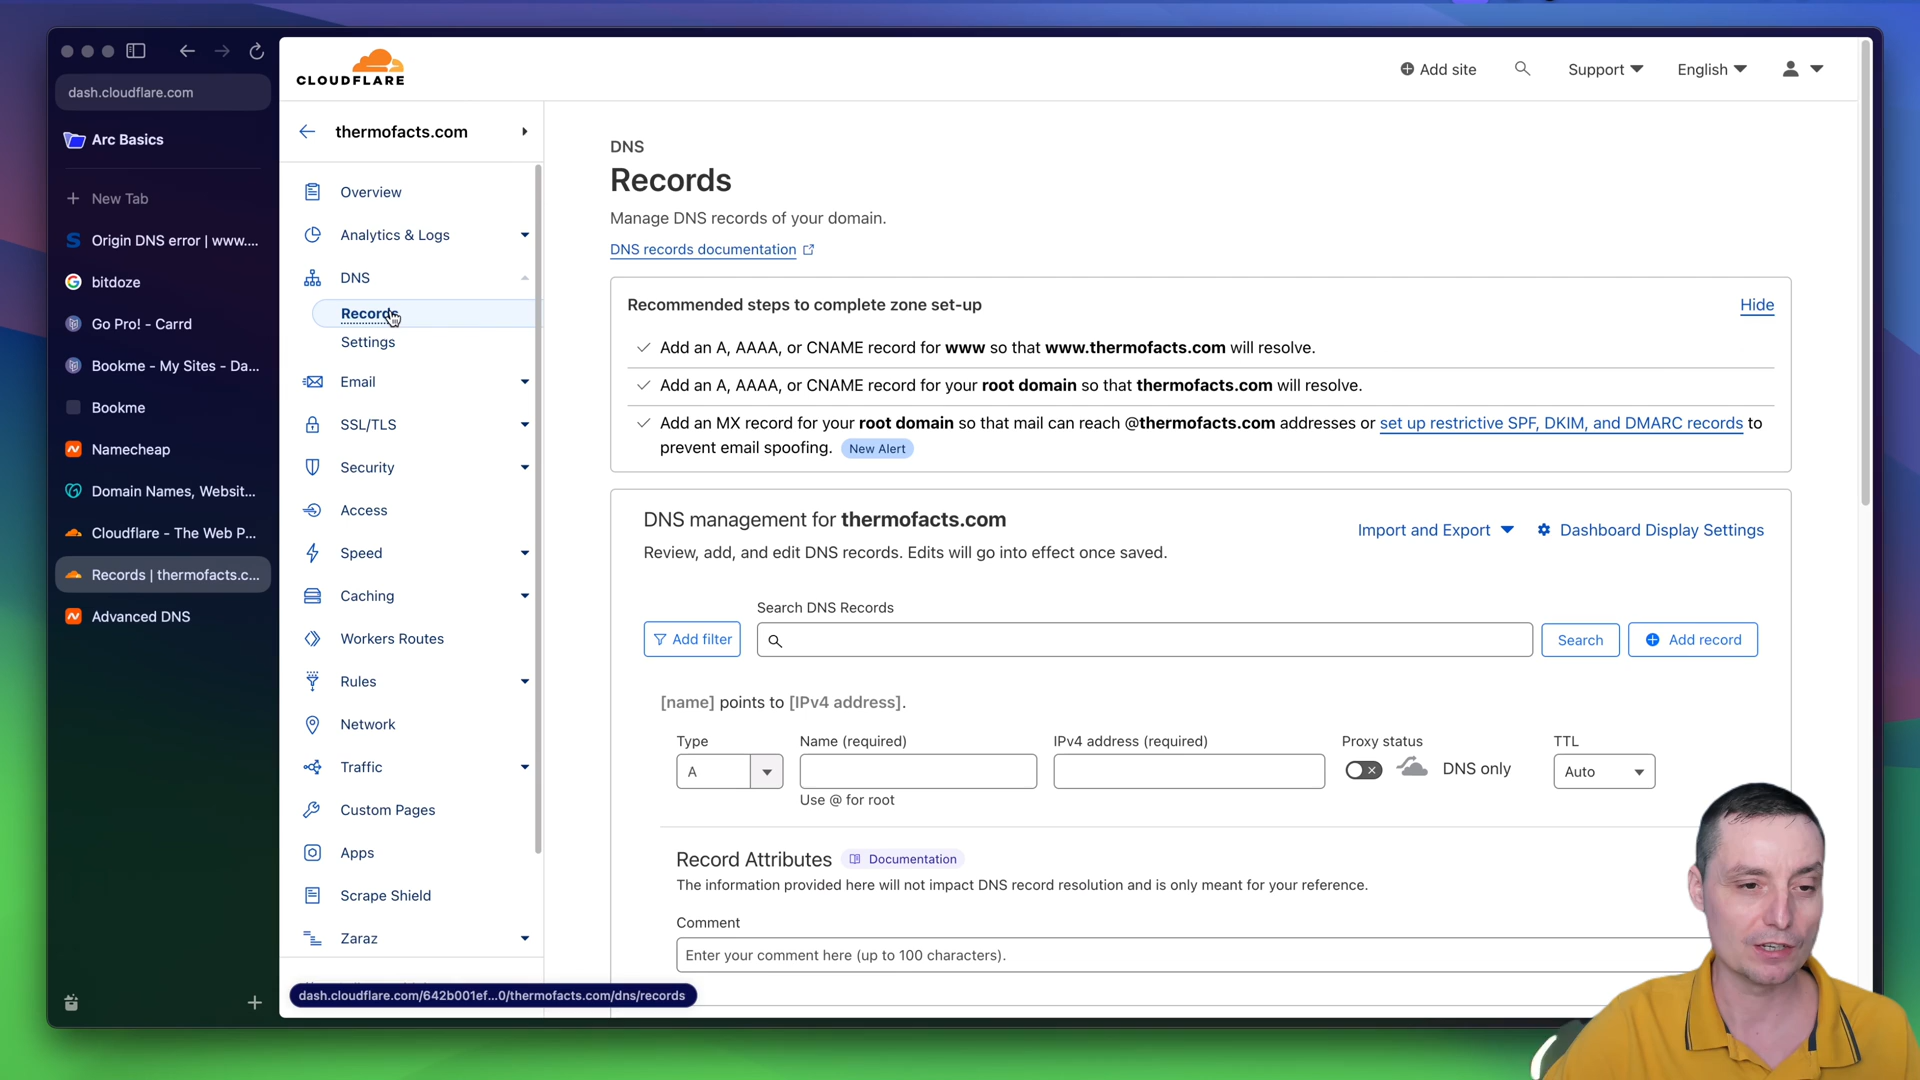 dash.cloudflare.com
Arc Basics
New Tab
Origin DNS error | www....
bitdoze
Go Pro! - Carrd
Bookme - My Sites - Da...
Bookme
Namecheap
Domain Names, Websit...
Cloudflare - The Web P...
Records | thermofacts.c...
Advanced DNS
CLOUDFLARE
Add site
Support
English
thermofacts.com
Overview
Analytics & Logs
DNS
Records
Settings
Email
SSL/TLS
Security
Access
Speed
Caching
Workers Routes
Rules
Network
Traffic
Custom Pages
Apps
Scrape Shield
Zaraz
dash.cloudflare.com/642b001ef...0/thermofacts.com/dns/records
DNS
Records
Manage DNS records of your domain.
DNS records documentation
Recommended steps to complete zone set-up
Hide
Add an A, AAAA, or CNAME record for www so that www.thermofacts.com will resolve.
Add an A, AAAA, or CNAME record for your root domain so that thermofacts.com will resolve.
Add an MX record for your root domain so that mail can reach @thermofacts.com addresses or set up restrictive SPF, DKIM, and DMARC records to
prevent email spoofing. New Alert
DNS management for thermofacts.com
Import and Export
Dashboard Display Settings
Review, add, and edit DNS records. Edits will go into effect once saved.
Search DNS Records
Add filter
Search
Add record
[name] points to [IPv4 address].
Type
Name (required)
IPv4 address (required)
Proxy status
TTL
A
DNS only
Auto
Use @ for root
Record Attributes
Documentation
The information provided here will not impact DNS record resolution and is only meant for your reference.
Comment
Enter your comment here (up to 100 characters).